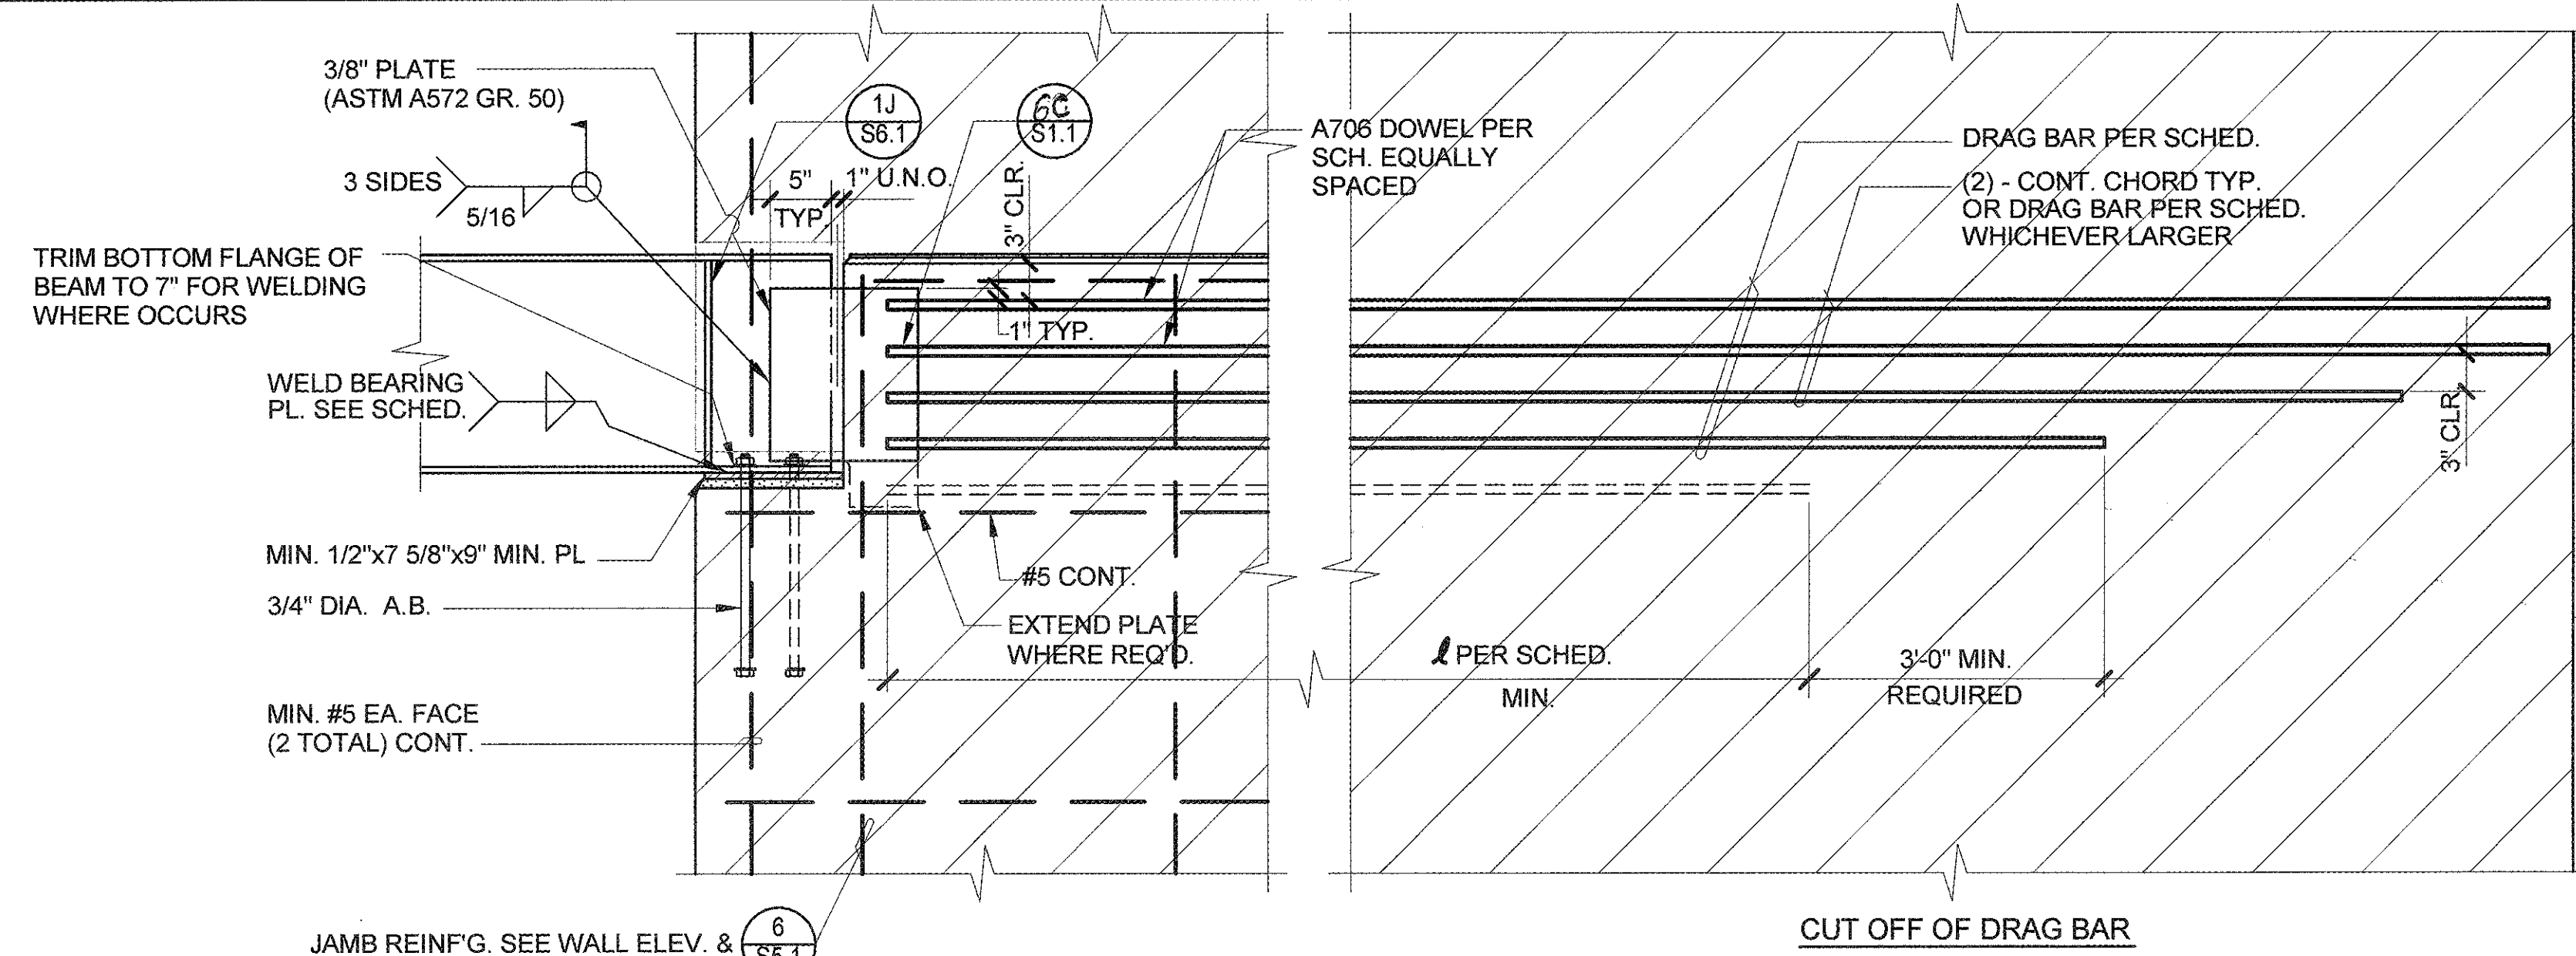 3/8" PLATE
(ASTM A572 GR. 50)
1J
S6.1
6C
S1.1
A706 DOWEL PER
SCH. EQUALLY
SPACED
DRAG BAR PER SCHED.
(2) - CONT. CHORD TYP.
OR DRAG BAR PER SCHED.
WHICHEVER LARGER
3 SIDES
5/16
5"
TYP
1" U.N.O.
3" CLR.
1" TYP.
TRIM BOTTOM FLANGE OF
BEAM TO 7" FOR WELDING
WHERE OCCURS
WELD BEARING
PL. SEE SCHED.
3" CLR.
MIN. 1/2"x7 5/8"x9" MIN. PL
3/4" DIA. A.B.
#5 CONT.
EXTEND PLATE
WHERE REQ'D.
ℓ PER SCHED.
MIN.
3'-0" MIN.
REQUIRED
MIN. #5 EA. FACE
(2 TOTAL) CONT.
JAMB REINF'G. SEE WALL ELEV. &
6
S5.1
CUT OFF OF DRAG BAR